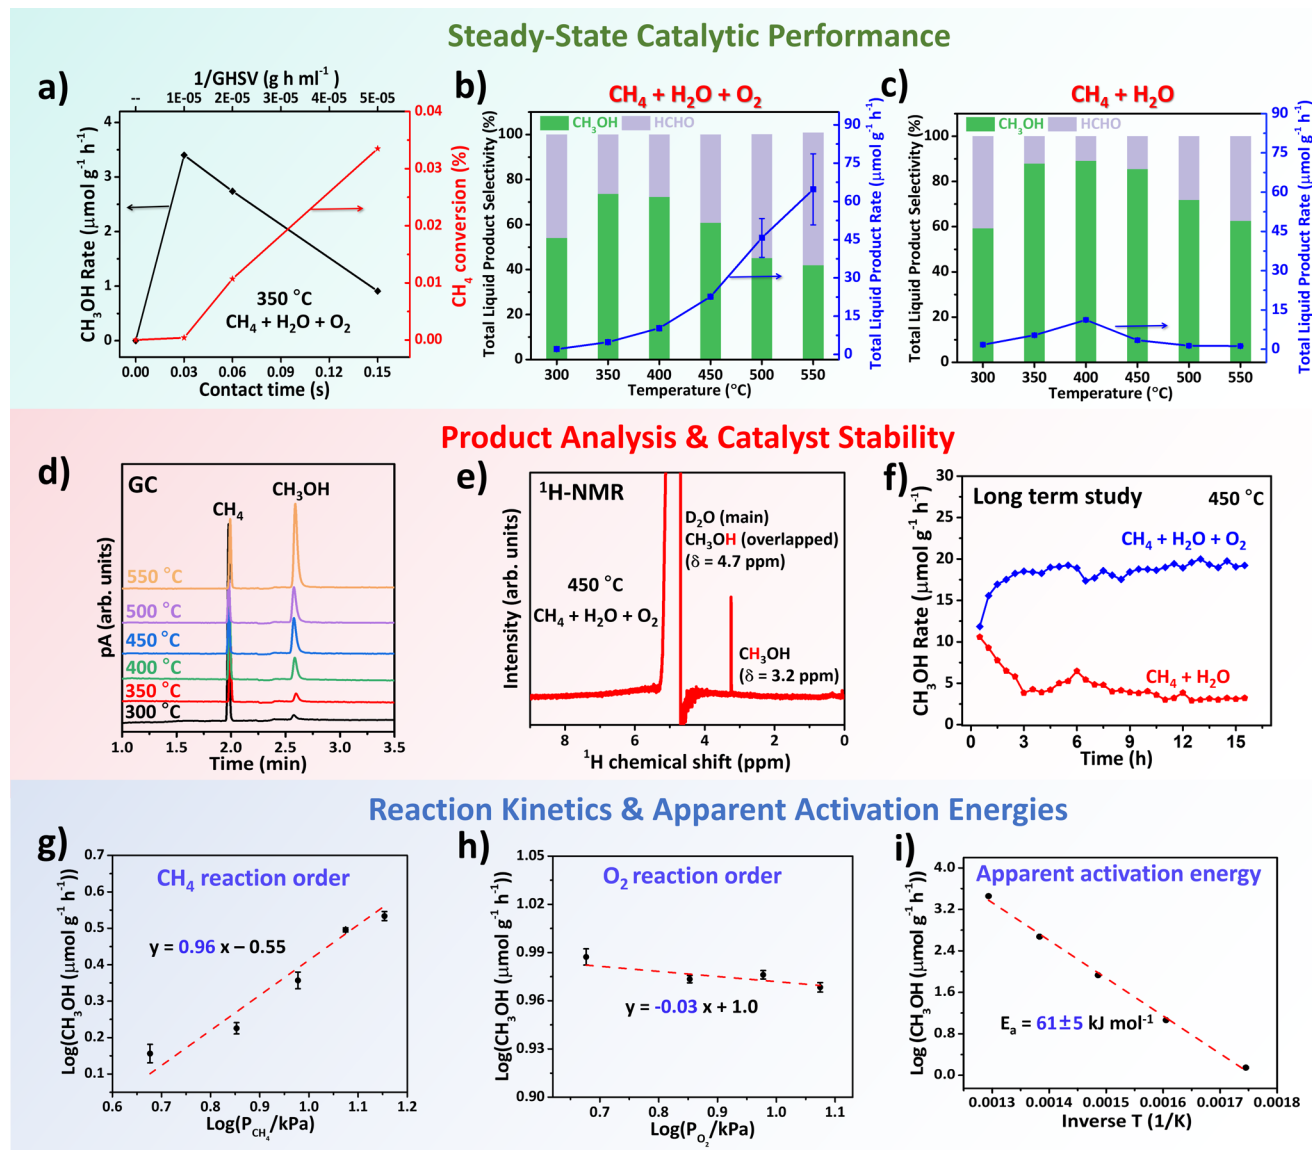 Steady-State Catalytic Performance
a)
1/GHSV (g h ml⁻¹)
-- 1E-05 2E-05 3E-05 4E-05 5E-05
CH₃OH Rate (μmol g⁻¹ h⁻¹)
4
3
2
1
0
0.04
0.03
0.02
0.01
0.00
CH₄ conversion (%)
350 °C
CH₄ + H₂O + O₂
0.00 0.03 0.06 0.09 0.12 0.15
Contact time (s)
b)
CH₄ + H₂O + O₂
CH₃OH HCHO
Total Liquid Product Selectivity (%)
100
80
60
40
20
0
90
75
60
45
30
15
0
Total Liquid Product Rate (μmol g⁻¹ h⁻¹)
300 350 400 450 500 550
Temperature (°C)
c)
CH₄ + H₂O
CH₃OH HCHO
Total Liquid Product Selectivity (%)
100
80
60
40
20
0
90
75
60
45
30
15
0
Total Liquid Product Rate (μmol g⁻¹ h⁻¹)
300 350 400 450 500 550
Temperature (°C)
Product Analysis & Catalyst Stability
d)
GC
CH₄
CH₃OH
pA (arb. units)
550 °C
500 °C
450 °C
400 °C
350 °C
300 °C
1.0 1.5 2.0 2.5 3.0 3.5
Time (min)
e)
¹H-NMR
Intensity (arb. units)
D₂O (main)
CH₃OH (overlapped)
(δ = 4.7 ppm)
450 °C
CH₄ + H₂O + O₂
CH₃OH
(δ = 3.2 ppm)
8 6 4 2 0
¹H chemical shift (ppm)
f)
Long term study
450 °C
CH₃OH Rate (μmol g⁻¹ h⁻¹)
30
25
20
15
10
5
0
CH₄ + H₂O + O₂
CH₄ + H₂O
0 3 6 9 12 15
Time (h)
Reaction Kinetics & Apparent Activation Energies
g)
CH₄ reaction order
Log(CH₃OH (μmol g⁻¹ h⁻¹))
0.7
0.6
0.5
0.4
0.3
0.2
0.1
y = 0.96 x – 0.55
0.6 0.7 0.8 0.9 1.0 1.1 1.2
Log(P_CH₄/kPa)
h)
O₂ reaction order
Log(CH₃OH (μmol g⁻¹ h⁻¹))
1.05
1.02
0.99
0.96
0.93
0.90
y = -0.03 x + 1.0
0.7 0.8 0.9 1.0 1.1
Log(P_O₂/kPa)
i)
Apparent activation energy
Log (CH₃OH (μmol g⁻¹ h⁻¹))
4.0
3.2
2.4
1.6
0.8
0.0
Eₐ = 61±5 kJ mol⁻¹
0.0013 0.0014 0.0015 0.0016 0.0017 0.0018
Inverse T (1/K)